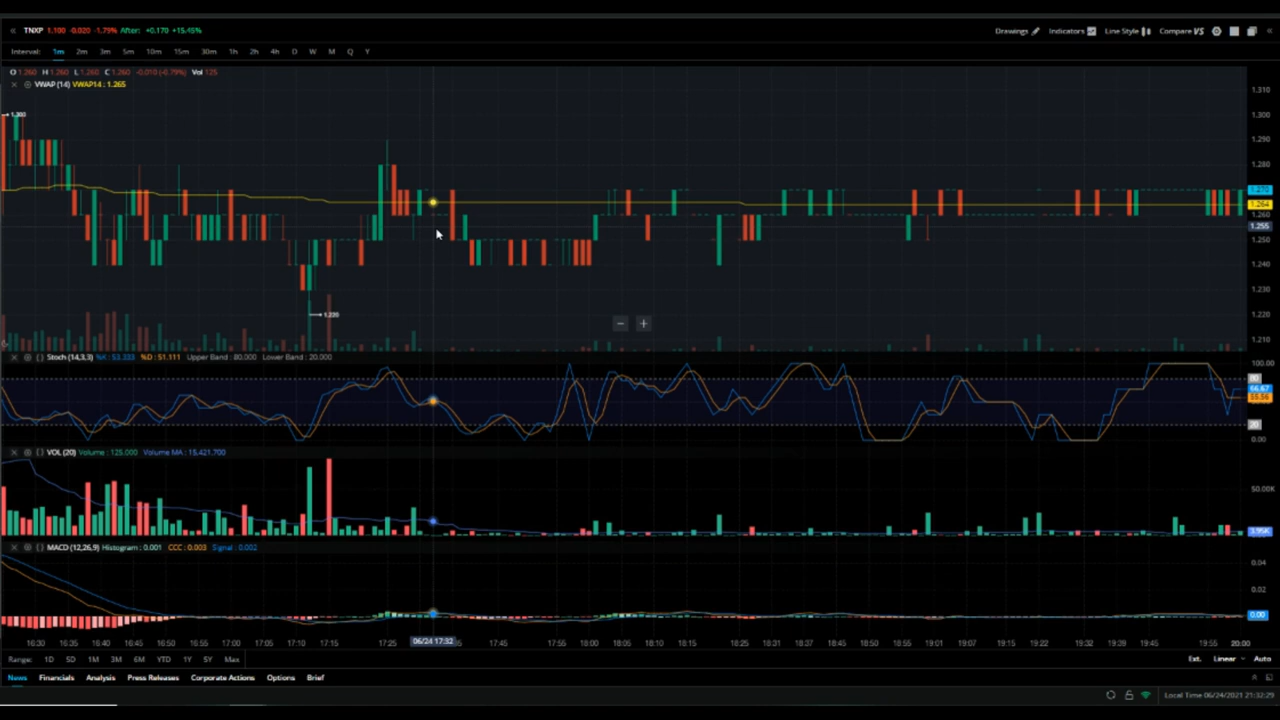 TNXP 1.100 -0.020 -1.79% After: +0.170 +15.45% Drawings Indicators Line Style Compare VS
Interval: 1m 2m 3m 5m 10m 15m 30m 1h 2h 4h D W M Q Y
O 1.260 H 1.260 L 1.260 C 1.260 -0.010 (-0.79%) Vol 125
VWAP (14) VWAP14 : 1.265
1.310
1.300
1.300
1.290
1.280
1.270
1.264
1.260
1.255
1.250
1.240
1.230
1.220
1.220
1.210
Stoch (14,3,3) %K : 53.333 %D : 51.111 Upper Band : 80.000 Lower Band : 20.000
100.00
80
66.67
55.56
20
0.00
VOL (20) Volume : 125.000 Volume MA : 15,421.700
50.00K
3.95K
MACD (12,26,9) Histogram : 0.001 CCC : 0.003 Signal : 0.002
0.04
0.02
0.00
16:30 16:35 16:40 16:45 16:50 16:55 17:00 17:05 17:10 17:15 06/24 17:32 17:45 17:55 18:00 18:05 18:10 18:15 18:25 18:31 18:37 18:45 18:50 18:55 19:01 19:07 19:15 19:22 19:32 19:39 19:45 19:55 20:00
Range: 1D 5D 1M 3M 6M YTD 1Y 5Y Max Ext. Linear Auto
News Financials Analysis Press Releases Corporate Actions Options Brief
Local Time 06/24/2021 21:32:29